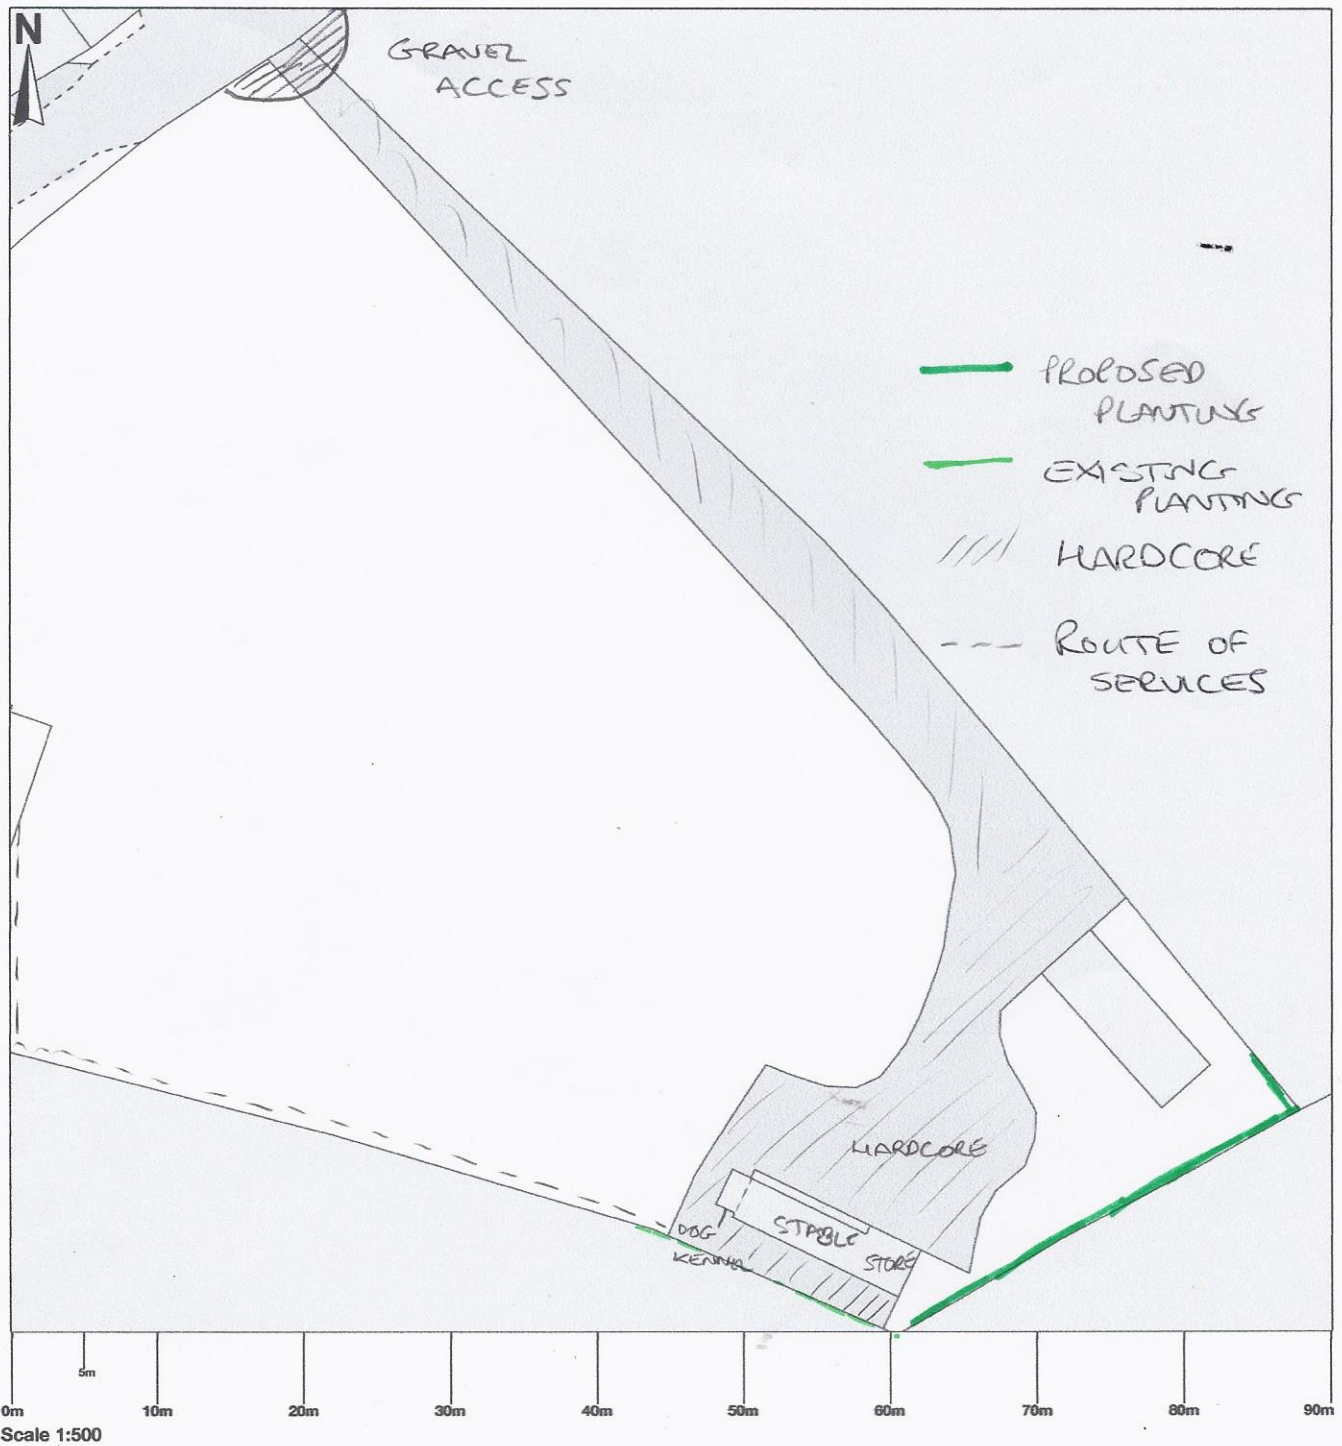 N
GRAVEL
ACCESS
PROPOSED
PLANTING
EXISTING
PLANTING
HARDCORE
ROUTE OF
SERVICES
HARDCORE
DOG
KENNEL
STABLE
STORE
5m
0m 10m 20m 30m 40m 50m 60m 70m 80m 90m
Scale 1:500